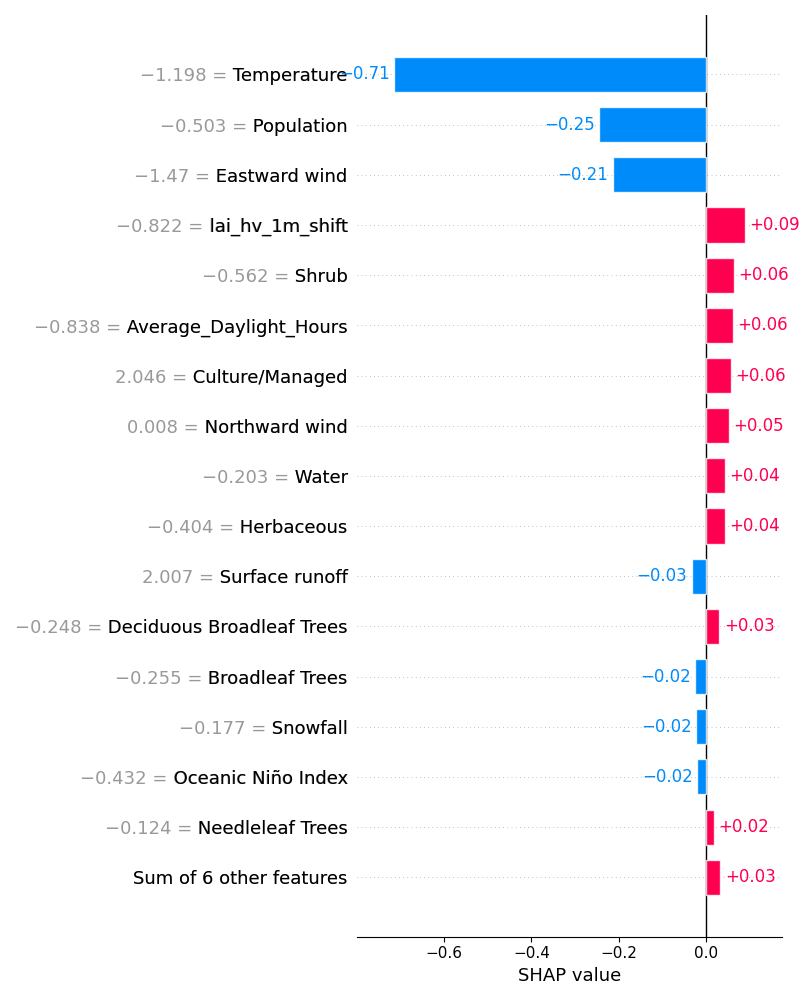 −1.198 = Temperature −0.71
−0.503 = Population −0.25
−1.47 = Eastward wind −0.21
−0.822 = lai_hv_1m_shift +0.09
−0.562 = Shrub +0.06
−0.838 = Average_Daylight_Hours +0.06
2.046 = Culture/Managed +0.06
0.008 = Northward wind +0.05
−0.203 = Water +0.04
−0.404 = Herbaceous +0.04
2.007 = Surface runoff −0.03
−0.248 = Deciduous Broadleaf Trees +0.03
−0.255 = Broadleaf Trees −0.02
−0.177 = Snowfall −0.02
−0.432 = Oceanic Niño Index −0.02
−0.124 = Needleleaf Trees +0.02
Sum of 6 other features +0.03
−0.6 −0.4 −0.2 0.0
SHAP value